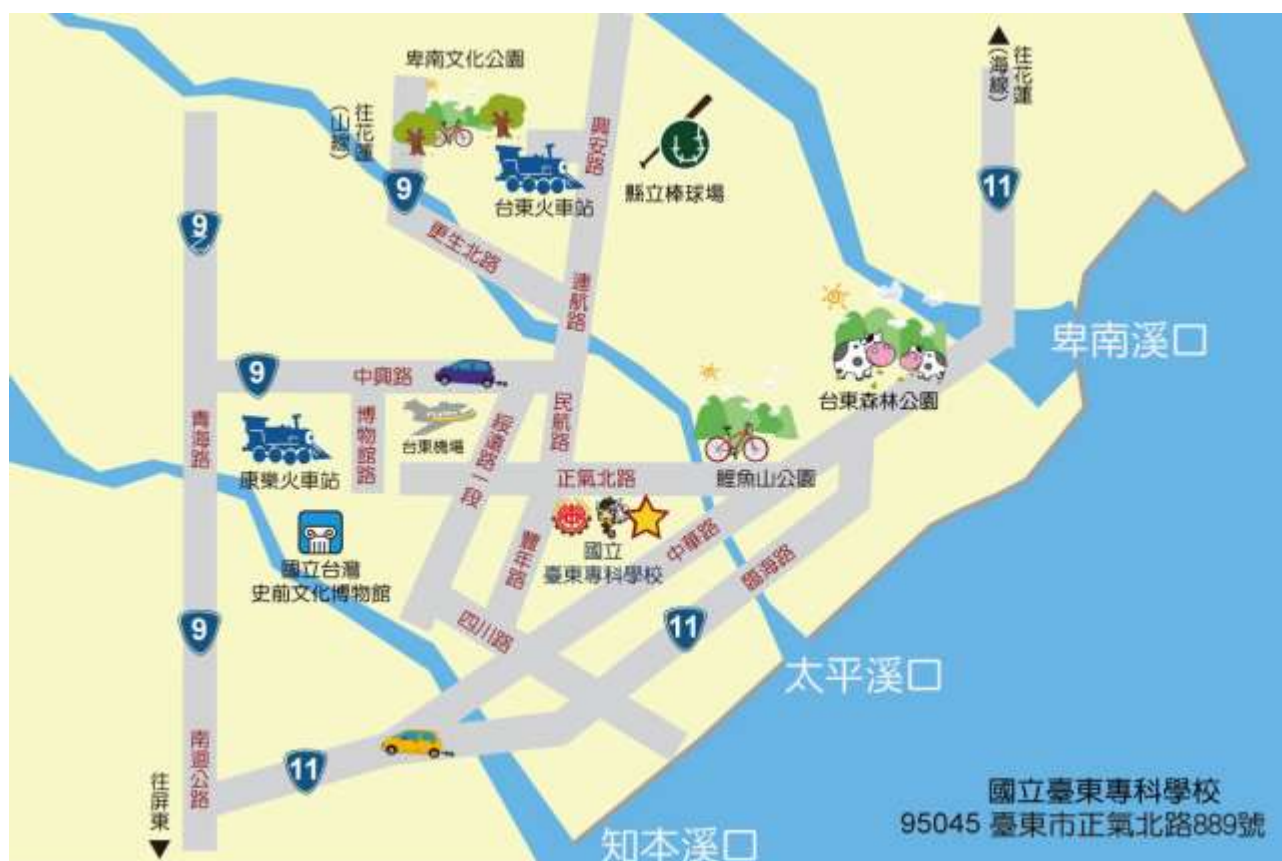 卑南文化公園
往花蓮
(山線)
往花蓮
(海線)
9
9
11
台東火車站
興安路
縣立棒球場
更生北路
連航路
卑南溪口
9
中興路
台東森林公園
青海路
康樂火車站
博物館路
台東機場
綏遠路一段
民航路
正氣北路
鯉魚山公園
國立台灣
史前文化博物館
豐年路
國立
臺東專科學校
中華路
臨海路
9
四川路
11
太平溪口
南迴公路
11
往屏東
知本溪口
國立臺東專科學校
95045 臺東市正氣北路889號